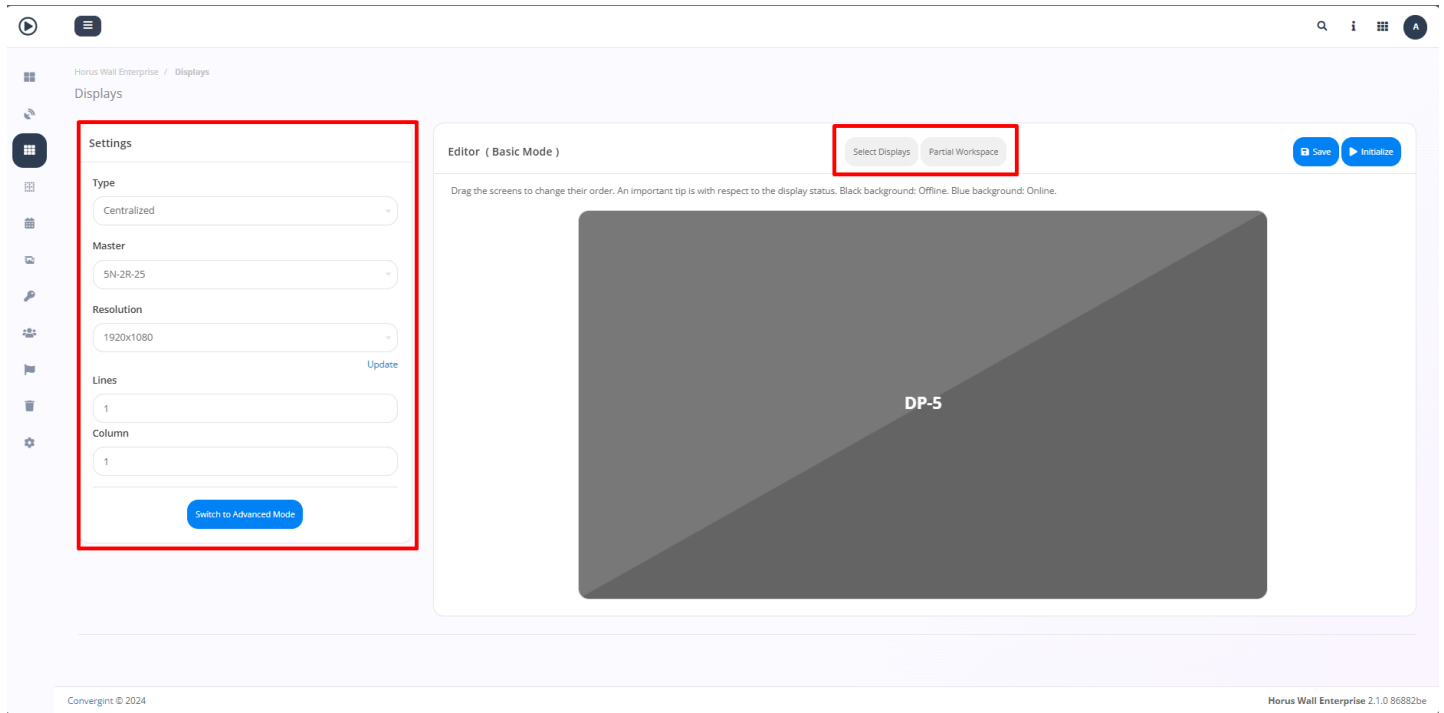 A
Horus Wall Enterprise / Displays
Displays
Settings
Type
Centralized
Master
5N-2R-25
Resolution
1920x1080
Update
Lines
1
Column
1
Switch to Advanced Mode
Editor ( Basic Mode )
Select Displays
Partial Workspace
Save
Initialize
Drag the screens to change their order. An important tip is with respect to the display status. Black background: Offline. Blue background: Online.
DP-5
Convergint © 2024
Horus Wall Enterprise 2.1.0 86882be